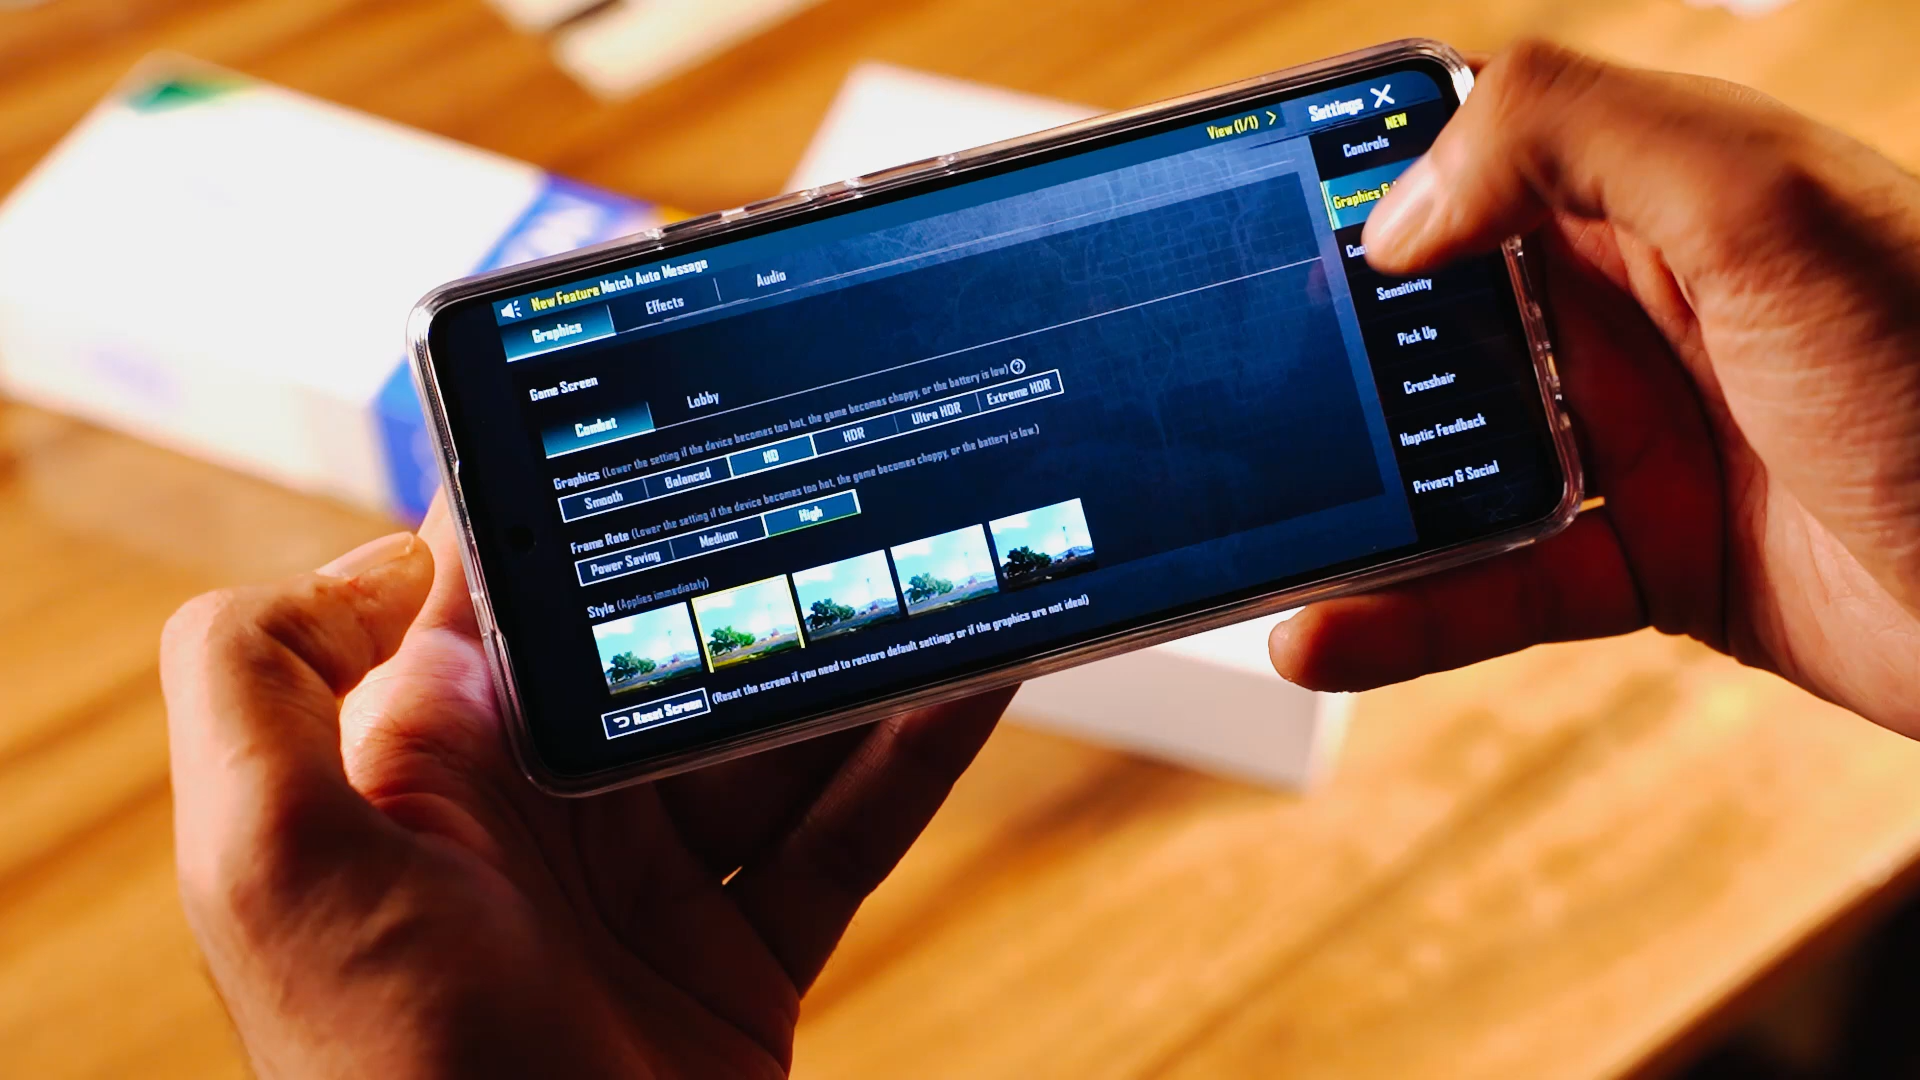 View (1/1)
Settings
New Feature Match Auto Message
Graphics
Effects
Audio
Game Screen
Combat
Lobby
Graphics (Lower the setting if the device becomes too hot, the game becomes choppy, or the battery is low) ?
Smooth
Balanced
HD
HDR
Ultra HDR
Extreme HDR
Frame Rate (Lower the setting if the device becomes too hot, the game becomes choppy, or the battery is low.)
Power Saving
Medium
High
Style (Applies immediately)
Reset Screen
(Reset the screen if you need to restore default settings or if the graphics are not ideal)
NEW
Controls
Graphics &
Sensitivity
Pick Up
Crosshair
Haptic Feedback
Privacy & Social